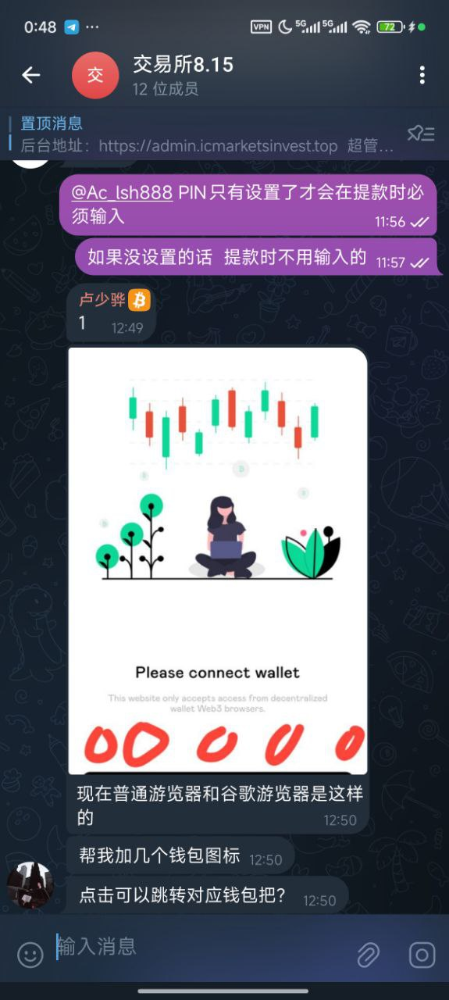 0:48
VPN
5G
5G
72
交
交易所8.15
12 位成员
置顶消息
后台地址：https://admin.icmarketsinvest.top 超管…
@Ac_lsh888 PIN只有设置了才会在提款时必
须输入
11:56
如果没设置的话 提款时不用输入的
11:57
卢少骅
1
12:49
Please connect wallet
This website only accepts access from decentralized
wallet Web3 browsers.
现在普通游览器和谷歌游览器是这样
的
12:50
帮我加几个钱包图标
12:50
点击可以跳转对应钱包把？
12:50
输入消息